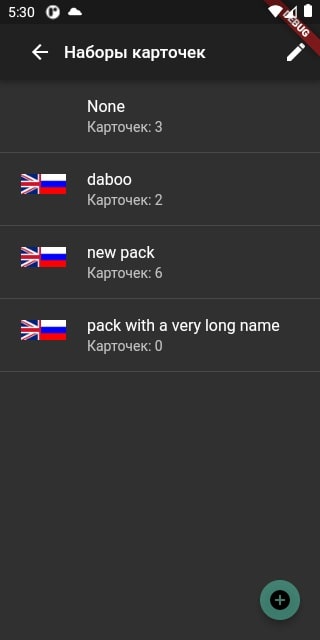 5:30
DEBUG
Наборы карточек
None
Карточек: 3
daboo
Карточек: 2
new pack
Карточек: 6
pack with a very long name
Карточек: 0